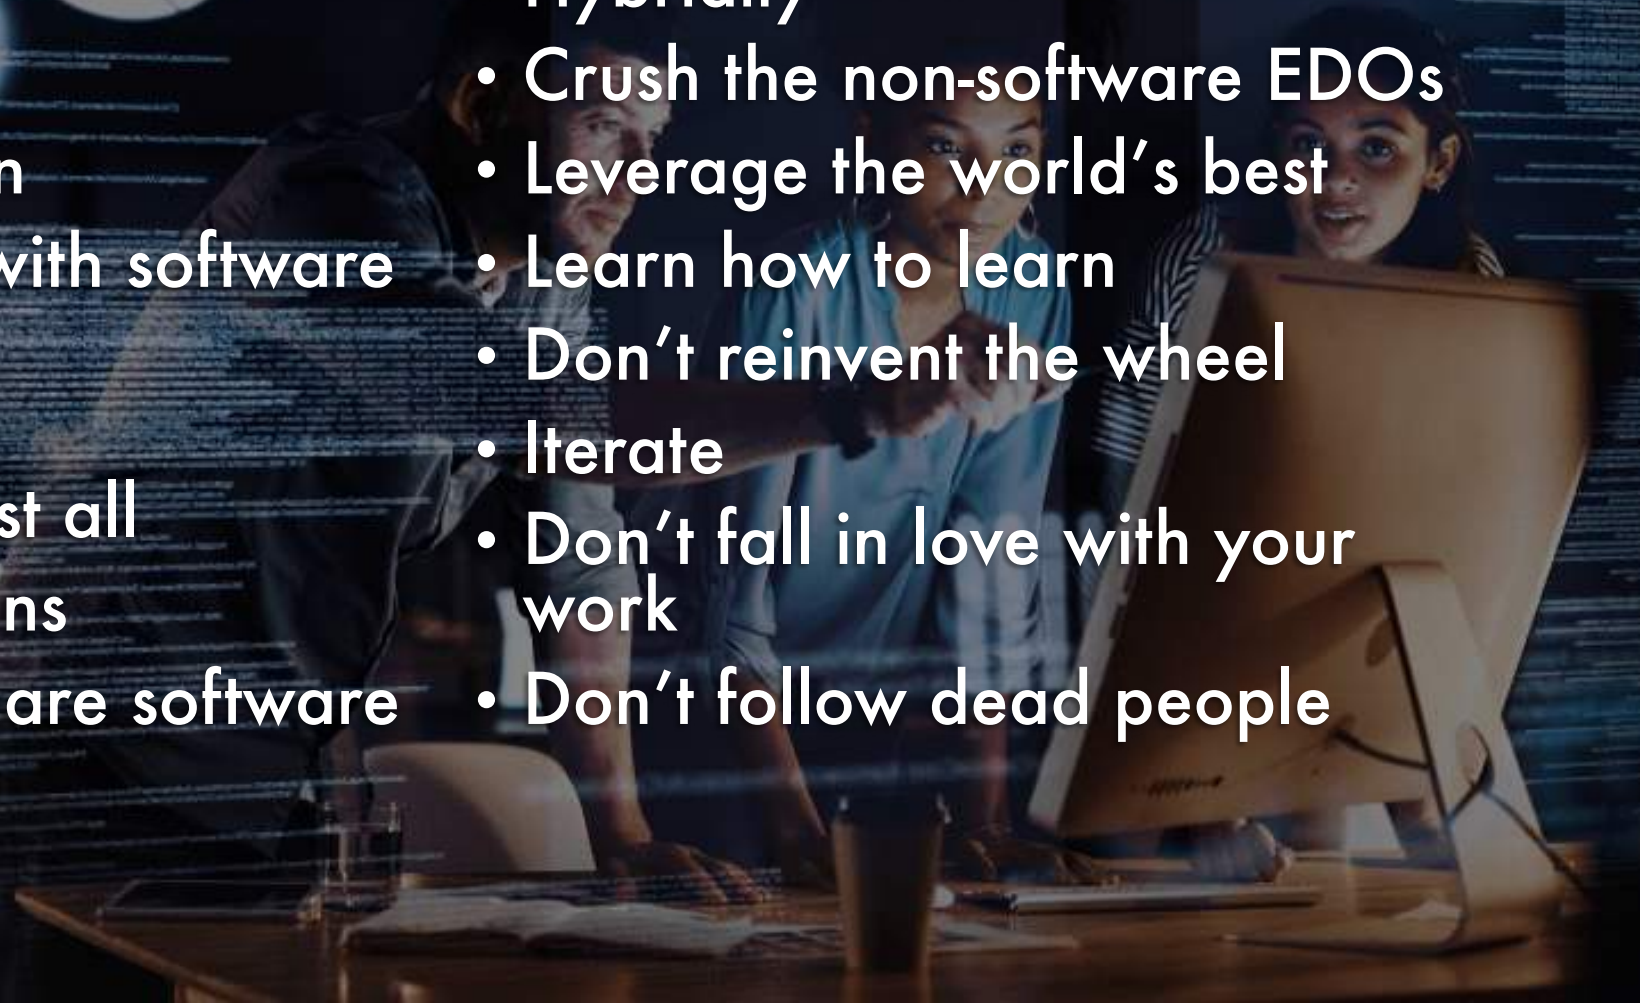 n
with software
st all
ns
are software
• Crush the non-software EDOs
• Leverage the world’s best
• Learn how to learn
• Don’t reinvent the wheel
• Iterate
• Don’t fall in love with your
work
• Don’t follow dead people